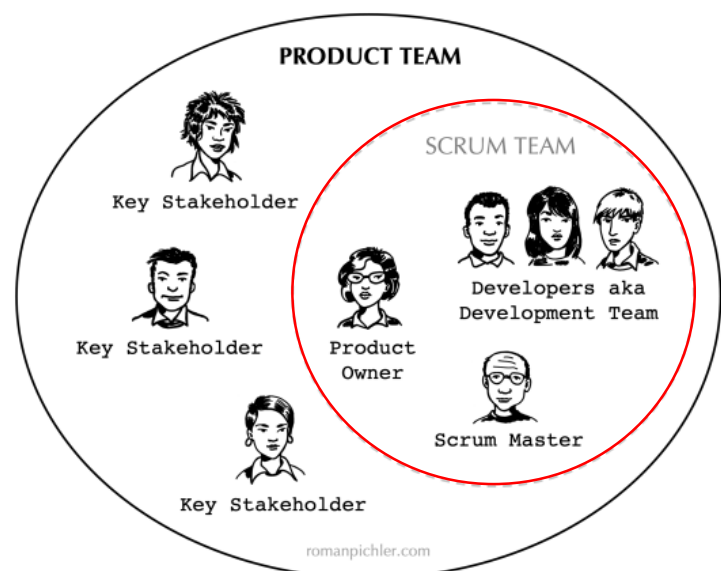 PRODUCT TEAM
SCRUM TEAM
Key Stakeholder
Developers aka
Development Team
Key Stakeholder
Product
Owner
Scrum Master
Key Stakeholder
romanpichler.com